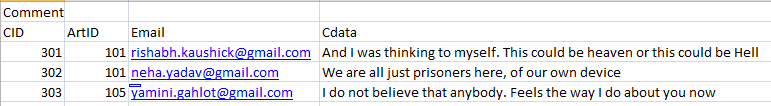 Comment
CID ArtID Email Cdata
301 101 rishabh.kaushick@gmail.com And I was thinking to myself. This could be heaven or this could be Hell
302 101 neha.yadav@gmail.com We are all just prisoners here, of our own device
303 105 yamini.gahlot@gmail.com I do not believe that anybody. Feels the way I do about you now